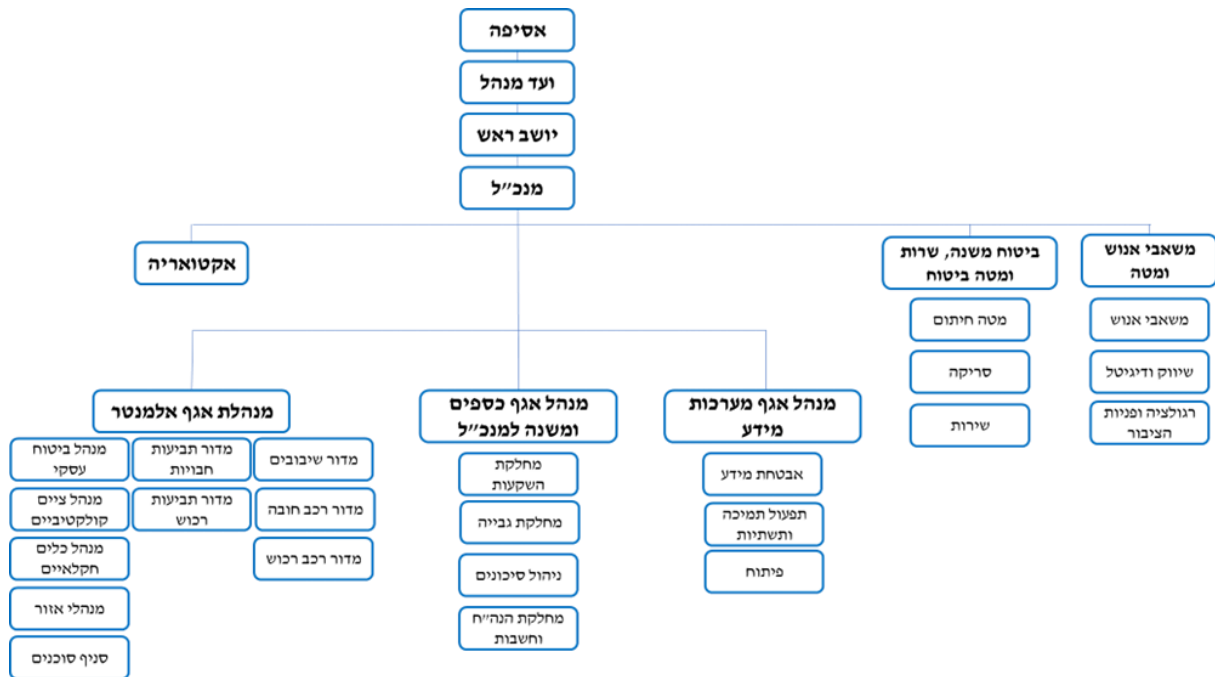 אסיפה
ועד מנהל
יושב ראש
מנכ״ל
משאבי אנוש
ומטה
משאבי אנוש
שיווק ודיגיטל
רגולציה ופניות
הציבור
ביטוח משנה, שרות
ומטה ביטוח
מטה חיתום
סריקה
שירות
אקטואריה
מנהל אגף מערכות
מידע
אבטחת מידע
תפעול תמיכה
ותשתיות
פיתוח
מנהל אגף כספים
ומשנה למנכ״ל
מחלקת
השקעות
מחלקת גבייה
ניהול סיכונים
מחלקת הנה״ח
וחשבות
מנהלת אגף אלמנטר
מדור שיבובים
מדור רכב חובה
מדור רכב רכוש
מדור תביעות
חבויות
מדור תביעות
רכוש
מנהל ביטוח
עסקי
מנהל ציים
קולקטיביים
מנהל כלים
חקלאיים
מנהלי אזור
סניף סוכנים